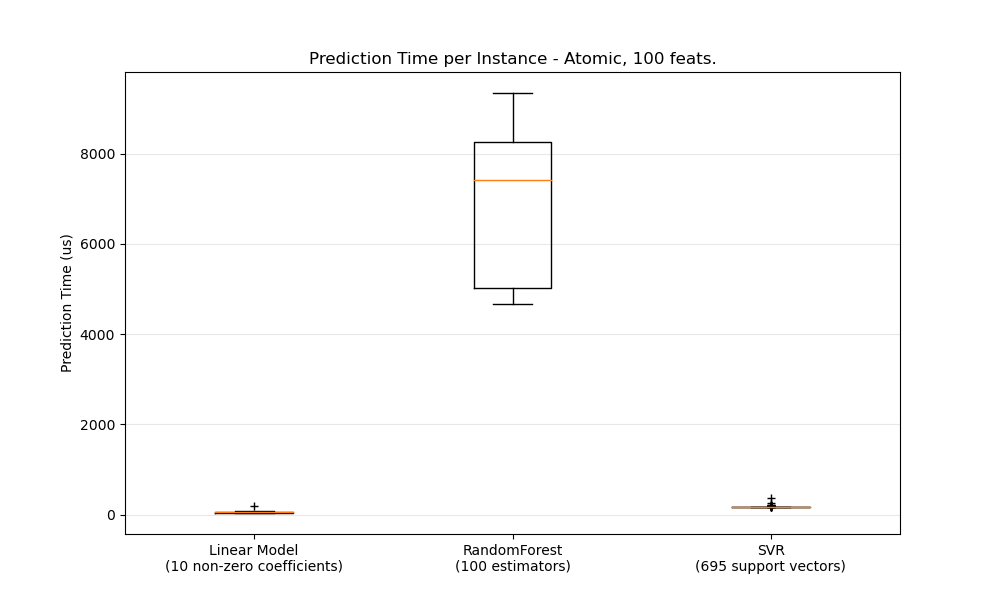 Prediction Time per Instance - Atomic, 100 feats.
Prediction Time (us)
8000
6000
4000
2000
0
Linear Model
(10 non-zero coefficients)
RandomForest
(100 estimators)
SVR
(695 support vectors)